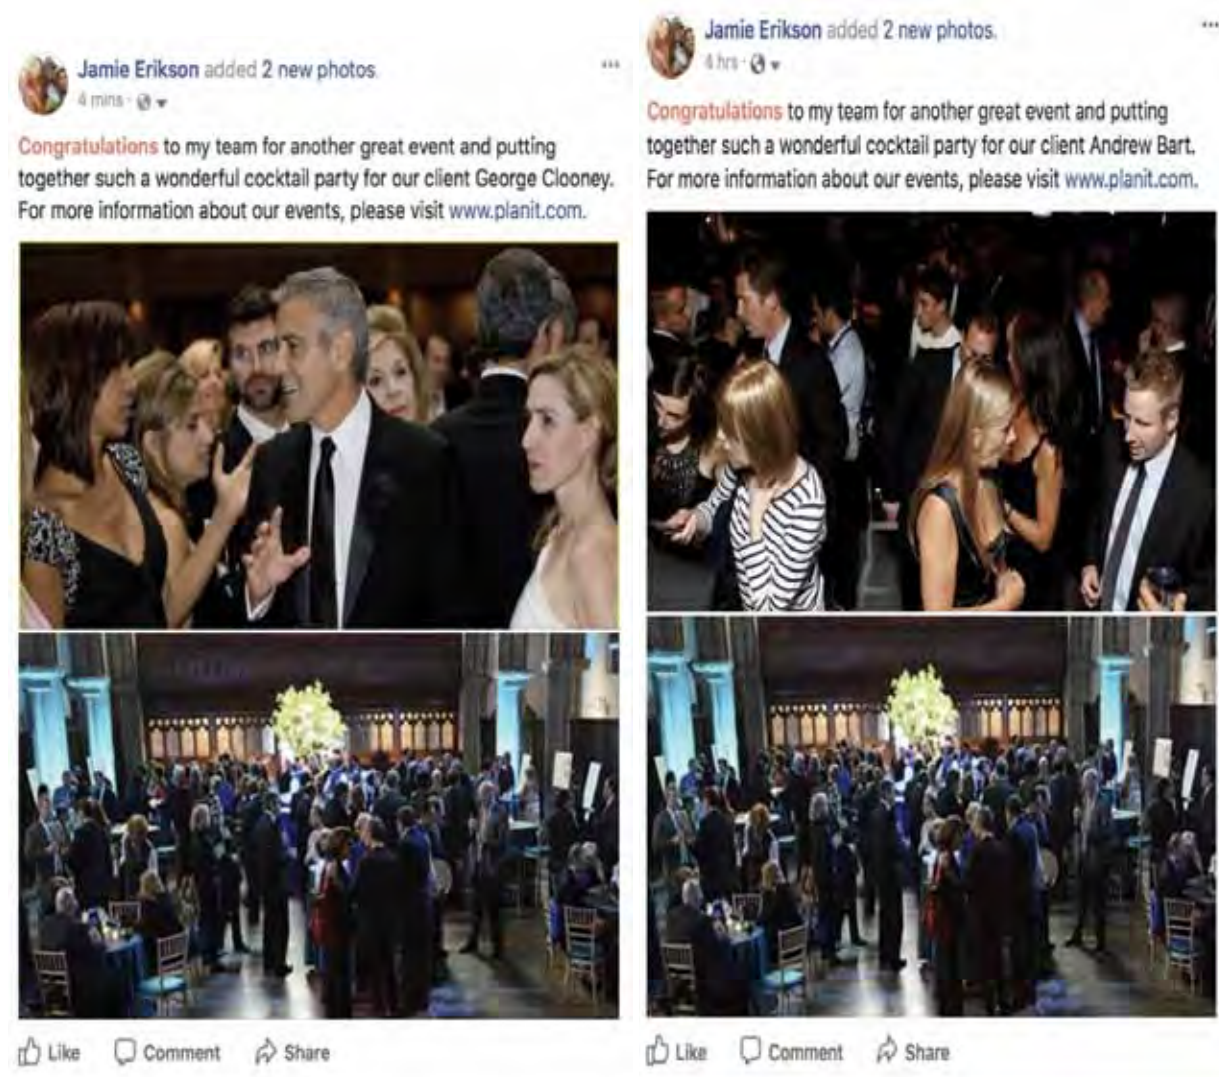 Jamie Erikson added 2 new photos.
4 mins
Congratulations to my team for another great event and putting
together such a wonderful cocktail party for our client George Clooney.
For more information about our events, please visit www.planit.com.
Like Comment Share
Jamie Erikson added 2 new photos.
4 hrs
Congratulations to my team for another great event and putting
together such a wonderful cocktail party for our client Andrew Bart.
For more information about our events, please visit www.planit.com.
Like Comment Share